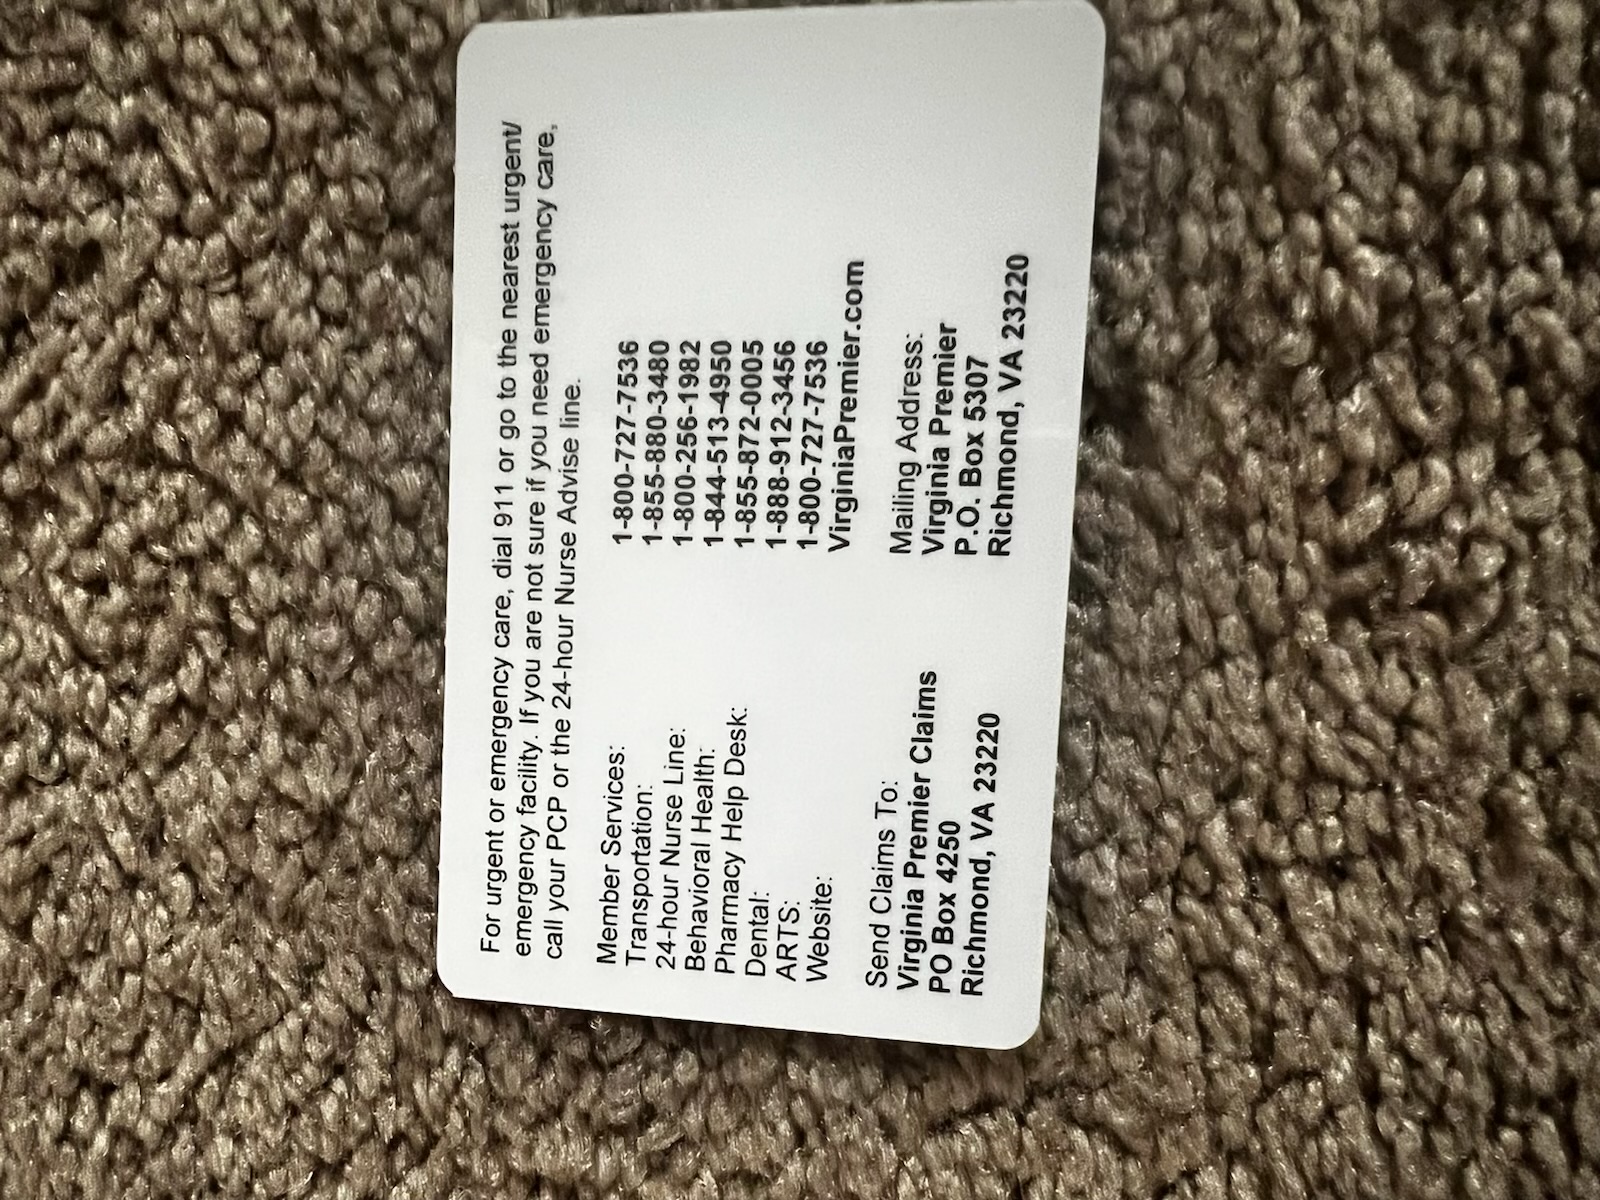 For urgent or emergency care, dial 911 or go to the nearest urgent/
emergency facility. If you are not sure if you need emergency care,
call your PCP or the 24-hour Nurse Advise line.
Member Services: 1-800-727-7536
Transportation: 1-855-880-3480
24-hour Nurse Line: 1-800-256-1982
Behavioral Health: 1-844-513-4950
Pharmacy Help Desk: 1-855-872-0005
Dental: 1-888-912-3456
ARTS: 1-800-727-7536
Website: VirginiaPremier.com
Send Claims To:
Virginia Premier Claims
PO Box 4250
Richmond, VA 23220
Mailing Address:
Virginia Premier
P.O. Box 5307
Richmond, VA 23220